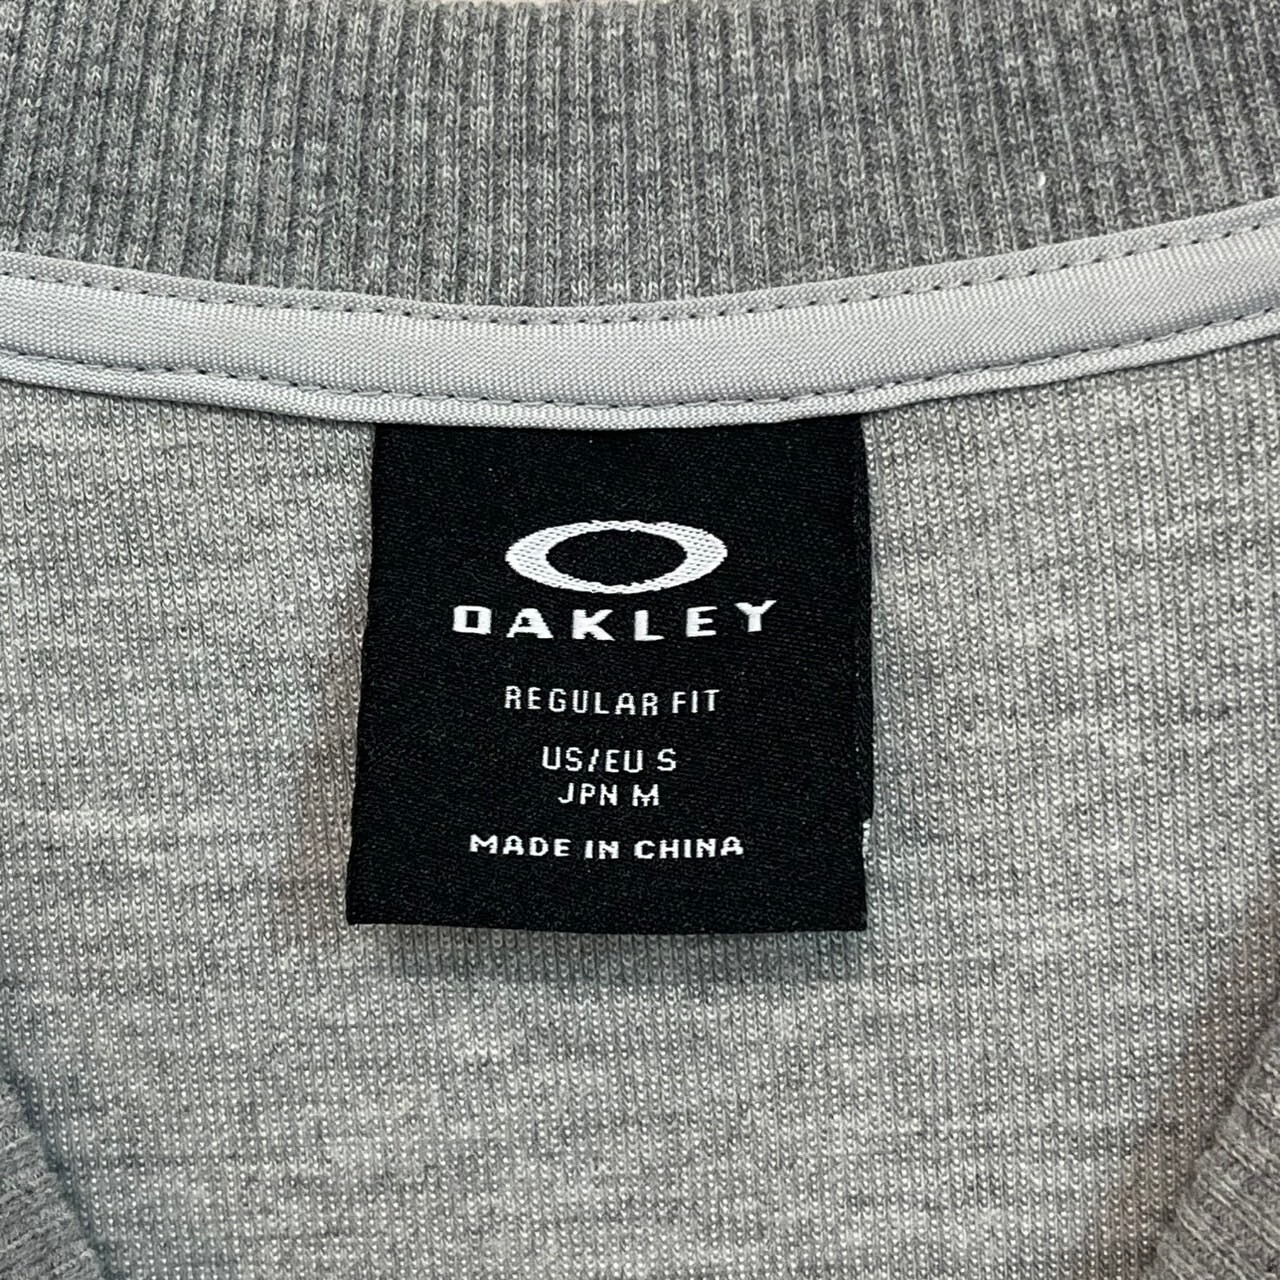 OAKLEY
REGULAR FIT
US/EU S
JPN M
MADE IN CHINA